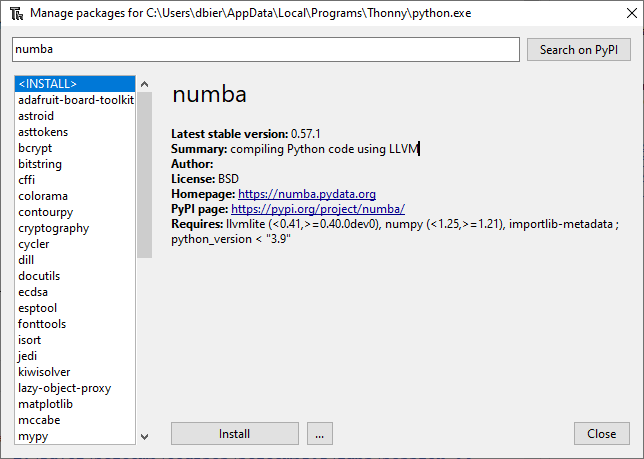 Manage packages for C:\Users\dbier\AppData\Local\Programs\Thonny\python.exe
numba
Search on PyPI
<INSTALL>
adafruit-board-toolkit
astroid
asttokens
bcrypt
bitstring
cffi
colorama
contourpy
cryptography
cycler
dill
docutils
ecdsa
esptool
fonttools
isort
jedi
kiwisolver
lazy-object-proxy
matplotlib
mccabe
mypy
numba
Latest stable version: 0.57.1
Summary: compiling Python code using LLVM
Author:
License: BSD
Homepage: https://numba.pydata.org
PyPI page: https://pypi.org/project/numba/
Requires: llvmlite (<0.41,>=0.40.0dev0), numpy (<1.25,>=1.21), importlib-metadata ;
python_version < "3.9"
Install
...
Close